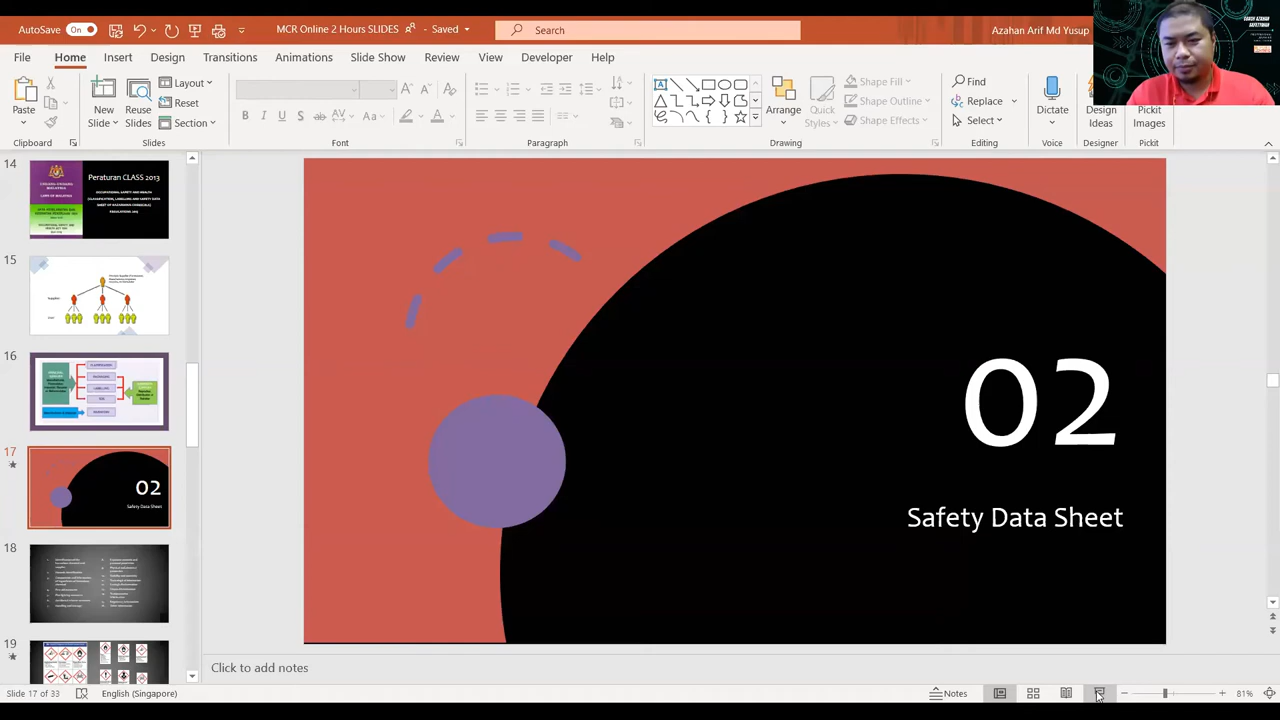 AutoSave On MCR Online 2 Hours SLIDES Saved Search Azahan Arif Md Yusup
File Home Insert Transitions Animations Slide Show Review View Developer Help
Design
Paste
New Slide
Reuse Slides
Layout
Reset
Section
B I U S ab AV Aa A
Arrange
Quick Styles
Shape Fill
Shape Outline
Shape Effects
Find
Replace
Select
Dictate
Design Ideas
Pickit Images
Clipboard Slides Font Paragraph Drawing Editing Voice Designer Pickit
14
Peraturan CLASS 2013
15
16
17
02
Safety Data Sheet
18
19
02
Safety Data Sheet
Click to add notes
Slide 17 of 33 English (Singapore) Notes 81%